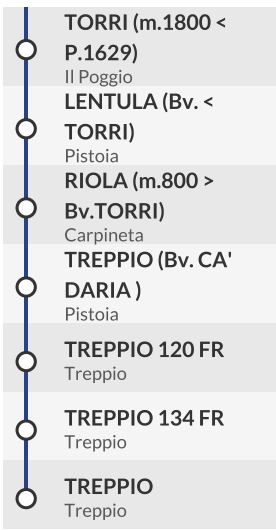 TORRI (m.1800 <
P.1629)
Il Poggio
LENTULA (Bv. <
TORRI)
Pistoia
RIOLA (m.800 >
Bv.TORRI)
Carpineta
TREPPIO (Bv. CA'
DARIA )
Pistoia
TREPPIO 120 FR
Treppio
TREPPIO 134 FR
Treppio
TREPPIO
Treppio